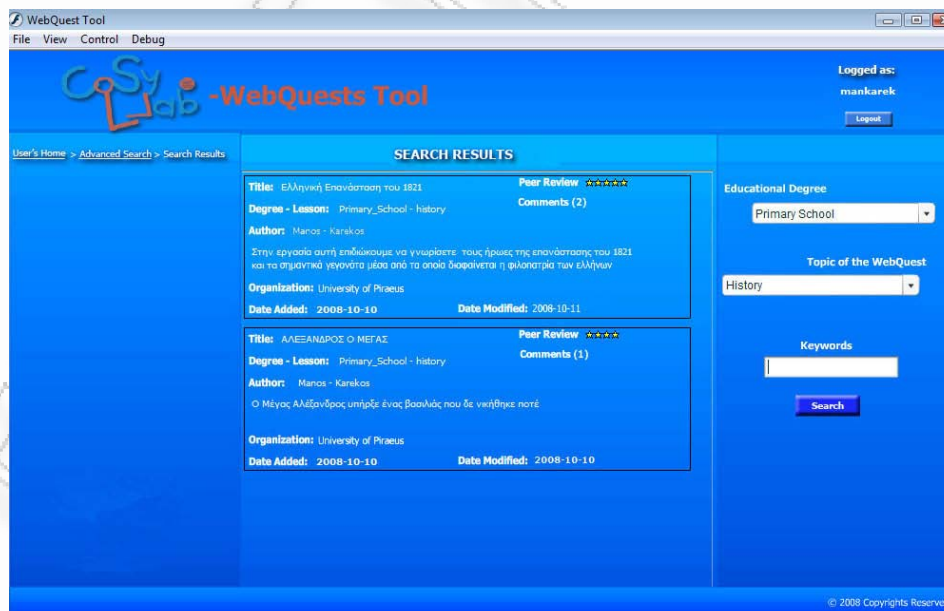 WebQuest Tool
File View Control Debug
CoSy Lab -WebQuests Tool
Logged as:
mankarek
Logout
User's Home > Advanced Search > Search Results
SEARCH RESULTS
Title: Ελληνική Επανάσταση του 1821
Peer Review
Degree - Lesson: Primary_School - history
Comments (2)
Author: Manos - Karekos
Στην εργασία αυτή επιδιώκουμε να γνωρίσετε τους ήρωες της επανάστασης του 1821
και τα σημαντικά γεγονότα μέσα από τα οποία διαφαίνεται η φιλοπατρία των ελλήνων
Organization: University of Piraeus
Date Added: 2008-10-10 Date Modified: 2008-10-11
Title: ΑΛΕΞΑΝΔΡΟΣ Ο ΜΕΓΑΣ
Peer Review
Degree - Lesson: Primary_School - history
Comments (1)
Author: Manos - Karekos
Ο Μέγας Αλέξανδρος υπήρξε ένας βασιλιάς που δε νικήθηκε ποτέ
Organization: University of Piraeus
Date Added: 2008-10-10 Date Modified: 2008-10-10
Educational Degree
Primary School
Topic of the WebQuest
History
Keywords
Search
© 2008 Copyrights Reserve